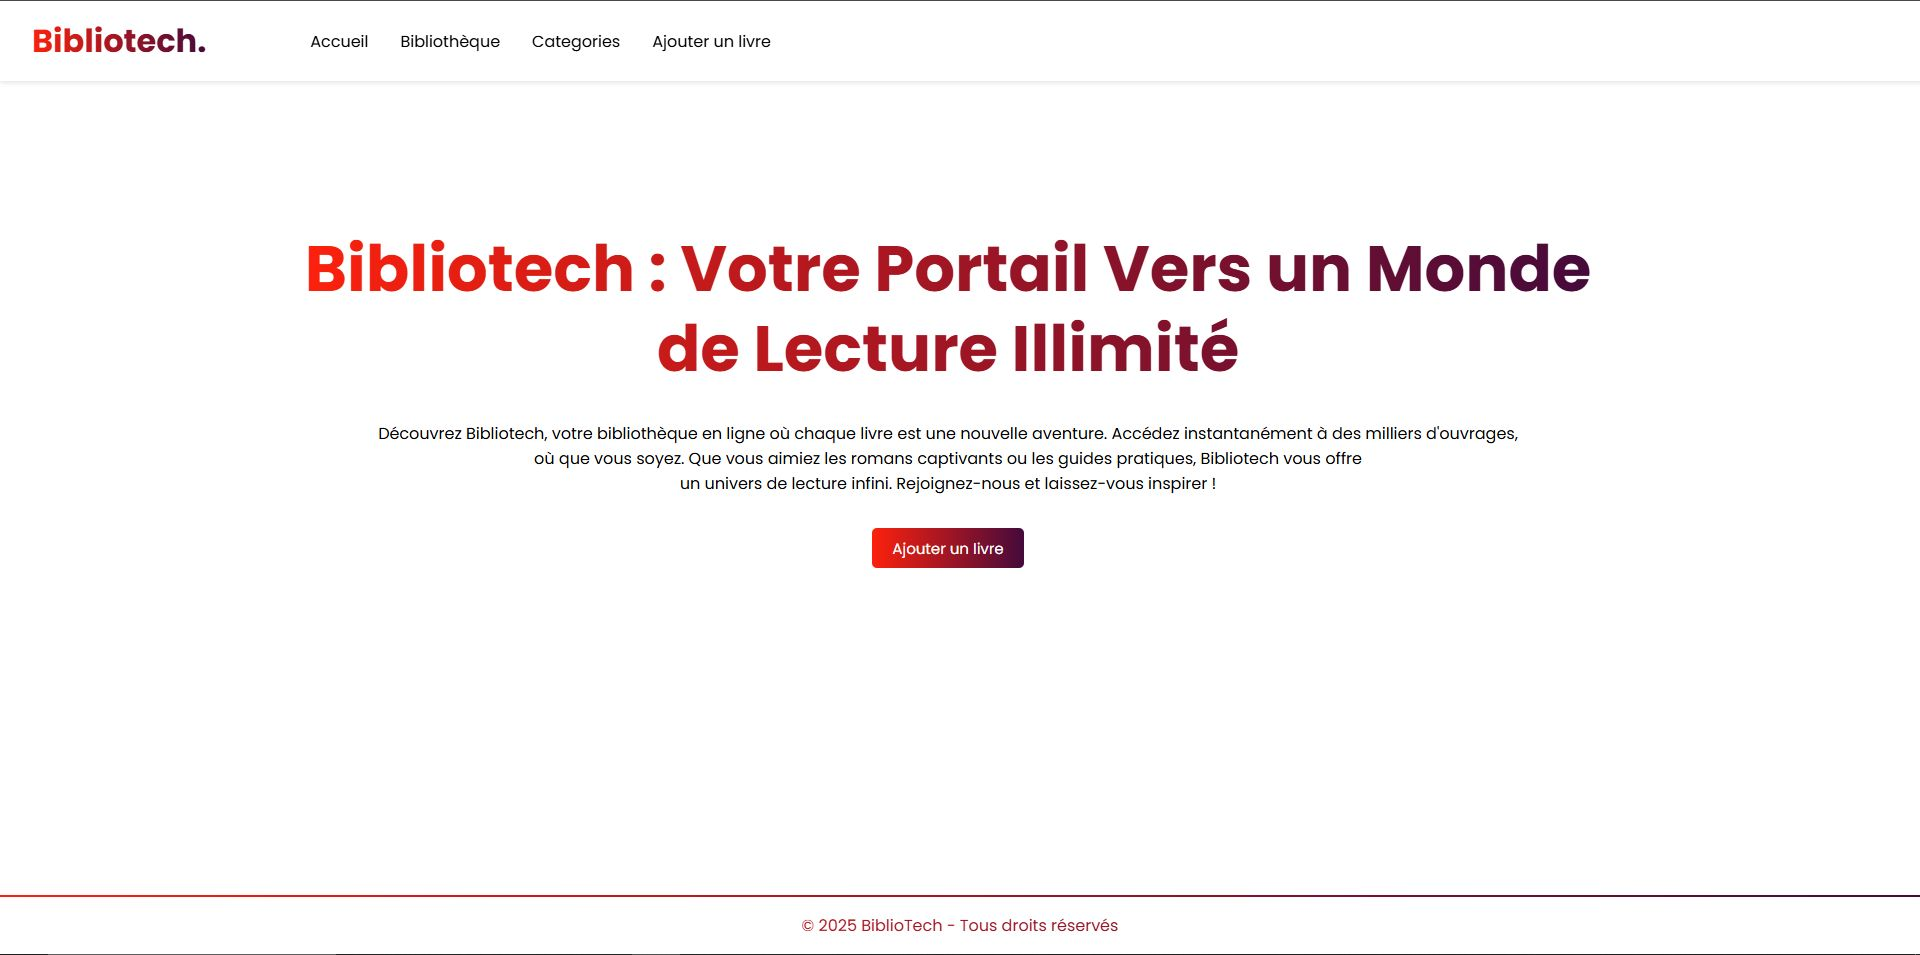 Bibliotech.
Accueil
Bibliothèque
Categories
Ajouter un livre
Bibliotech : Votre Portail Vers un Monde
de Lecture Illimité
Découvrez Bibliotech, votre bibliothèque en ligne où chaque livre est une nouvelle aventure. Accédez instantanément à des milliers d'ouvrages,
où que vous soyez. Que vous aimiez les romans captivants ou les guides pratiques, Bibliotech vous offre
un univers de lecture infini. Rejoignez-nous et laissez-vous inspirer !
Ajouter un livre
© 2025 BiblioTech - Tous droits réservés